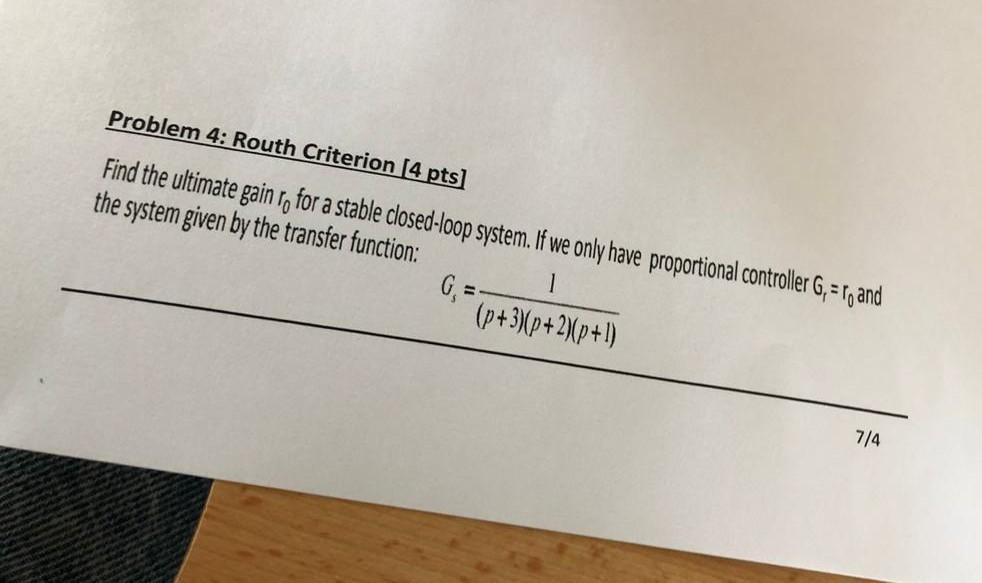 Problem 4: Routh Criterion [4 pts]
Find the ultimate gain r₀ for a stable closed-loop system. If we only have proportional controller Gᵣ = r₀ and
the system given by the transfer function:
Gₛ = 1 / (p+3)(p+2)(p+1)
7/4